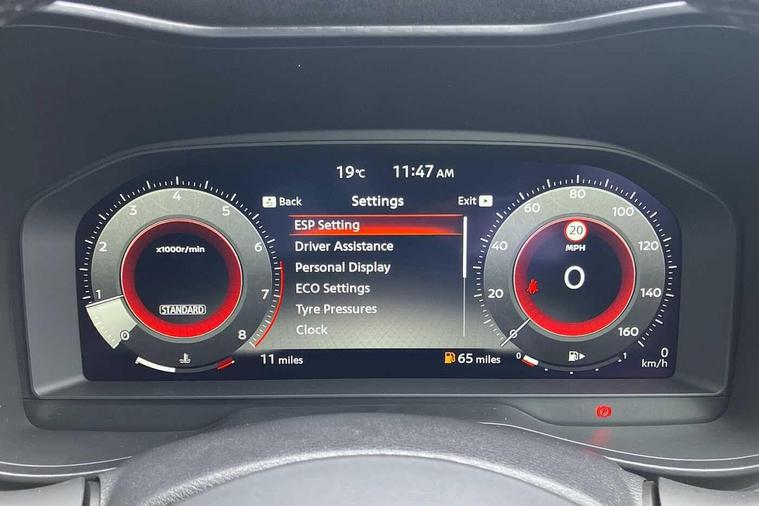 19°C 11:47 AM
Back Settings Exit
ESP Setting
Driver Assistance
Personal Display
ECO Settings
Tyre Pressures
Clock
0 1 2 3 4 5 6 7 8
x1000r/min
STANDARD
11 miles
65 miles
0 20 40 60 80 100 120 140 160
20
MPH
0
0 1
0
km/h